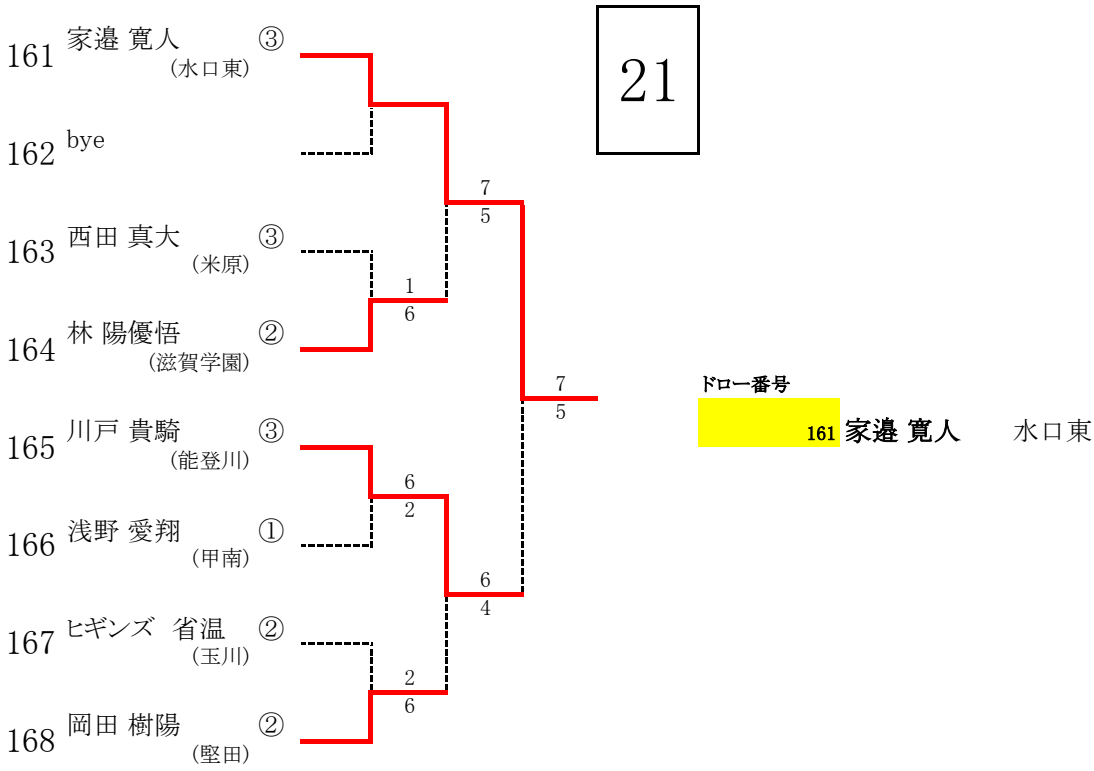 161 家邉 寛人 ③
(水口東)
21
162 bye
7
5
163 西田 真大 ③
(米原)
1
6
164 林 陽優悟 ②
(滋賀学園)
7
5
ドロー番号
161 家邉 寛人 水口東
165 川戸 貴騎 ③
(能登川)
6
2
166 浅野 愛翔 ①
(甲南)
6
4
167 ヒギンズ 省温 ②
(玉川)
2
6
168 岡田 樹陽 ②
(堅田)